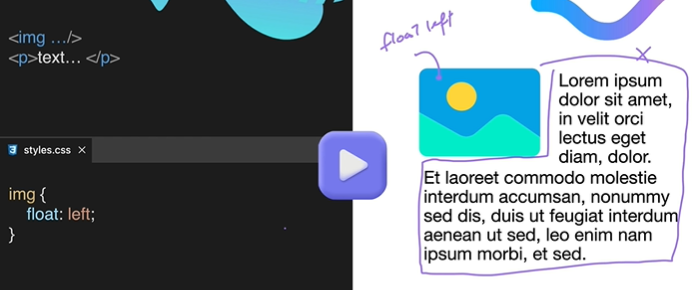 <img .../>
<p>text... </p>
styles.css ×
img {
float: left;
}
float left
Lorem ipsum
dolor sit amet,
in velit orci
lectus eget
diam, dolor.
Et laoreet commodo molestie
interdum accumsan, nonummy
sed dis, duis ut feugiat interdum
aenean ut sed, leo enim nam
ipsum morbi, et sed.